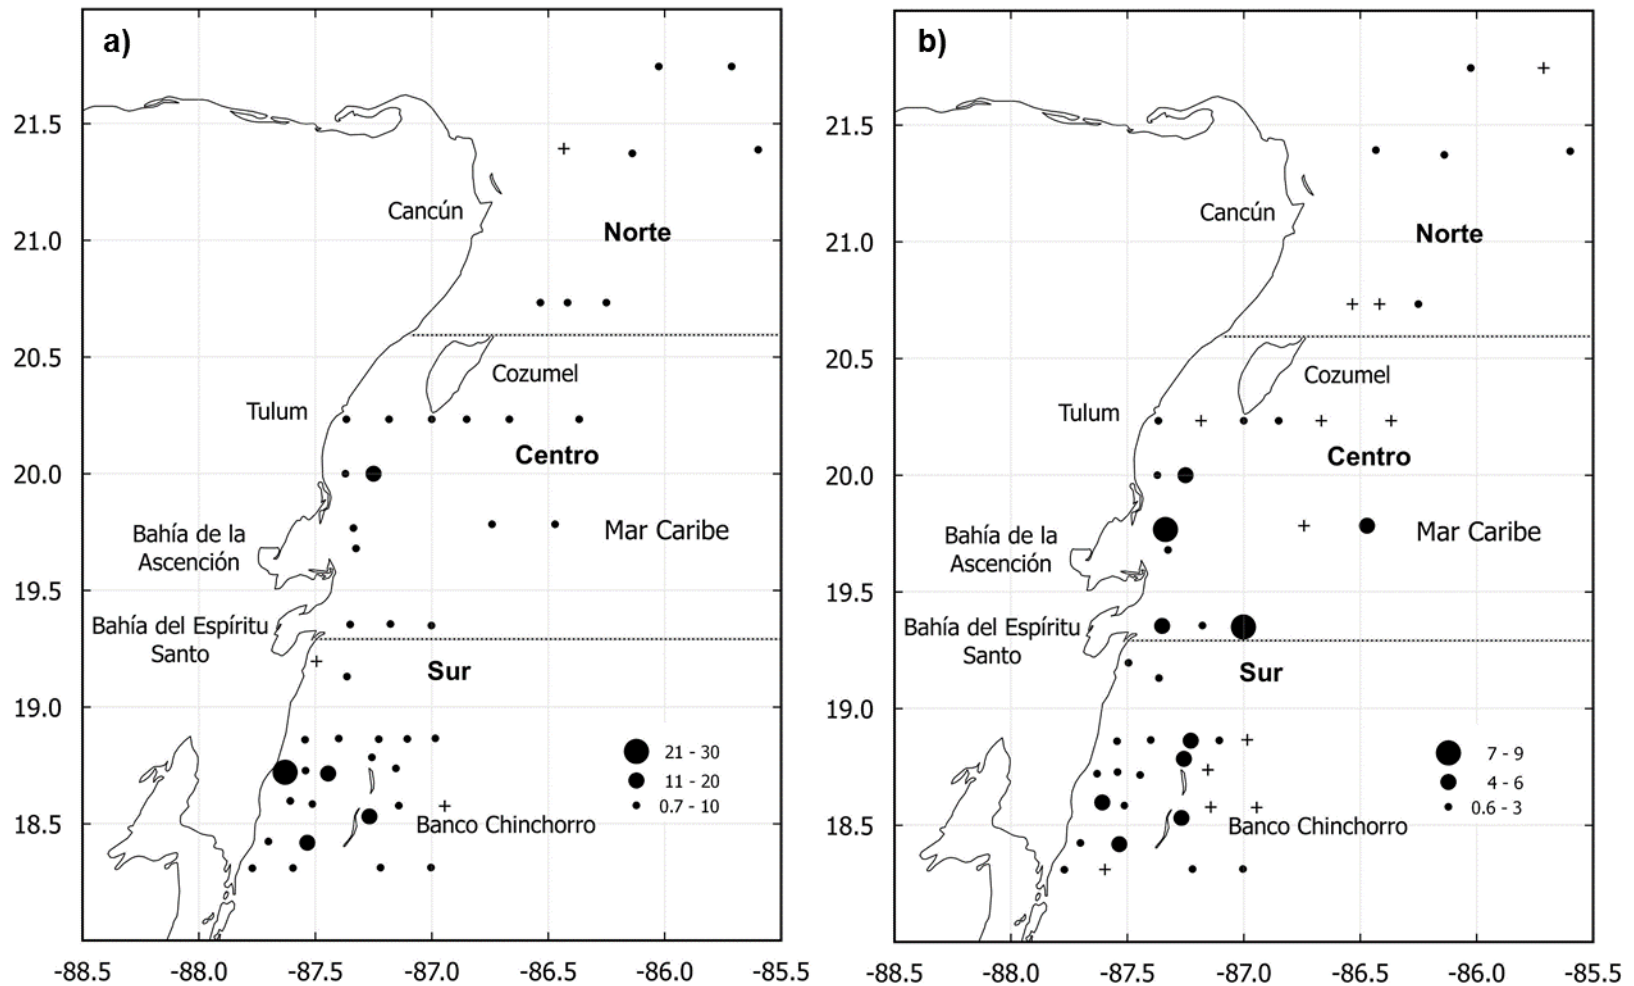 a)
21.5
21.0
20.5
20.0
19.5
19.0
18.5
Cancún
Norte
Cozumel
Tulum
Centro
Mar Caribe
Bahía de la
Ascención
Bahía del Espíritu
Santo
Sur
21 - 30
11 - 20
0.7 - 10
Banco Chinchorro
-88.5 -88.0 -87.5 -87.0 -86.5 -86.0 -85.5
b)
21.5
21.0
20.5
20.0
19.5
19.0
18.5
Cancún
Norte
Cozumel
Tulum
Centro
Mar Caribe
Bahía de la
Ascención
Bahía del Espíritu
Santo
Sur
7 - 9
4 - 6
0.6 - 3
Banco Chinchorro
-88.5 -88.0 -87.5 -87.0 -86.5 -86.0 -85.5